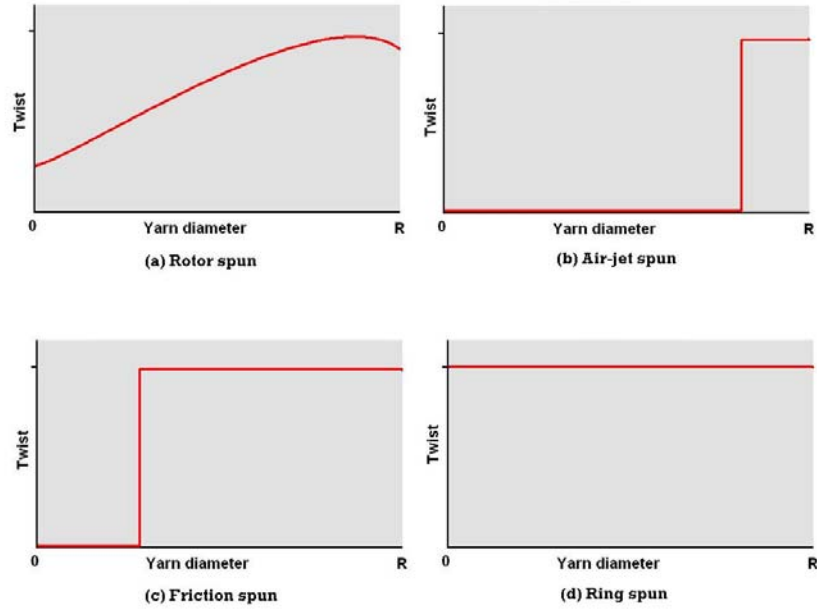 Twist
0
Yarn diameter
R
(a) Rotor spun
Twist
0
Yarn diameter
R
(b) Air-jet spun
Twist
0
Yarn diameter
R
(c) Friction spun
Twist
0
Yarn diameter
R
(d) Ring spun